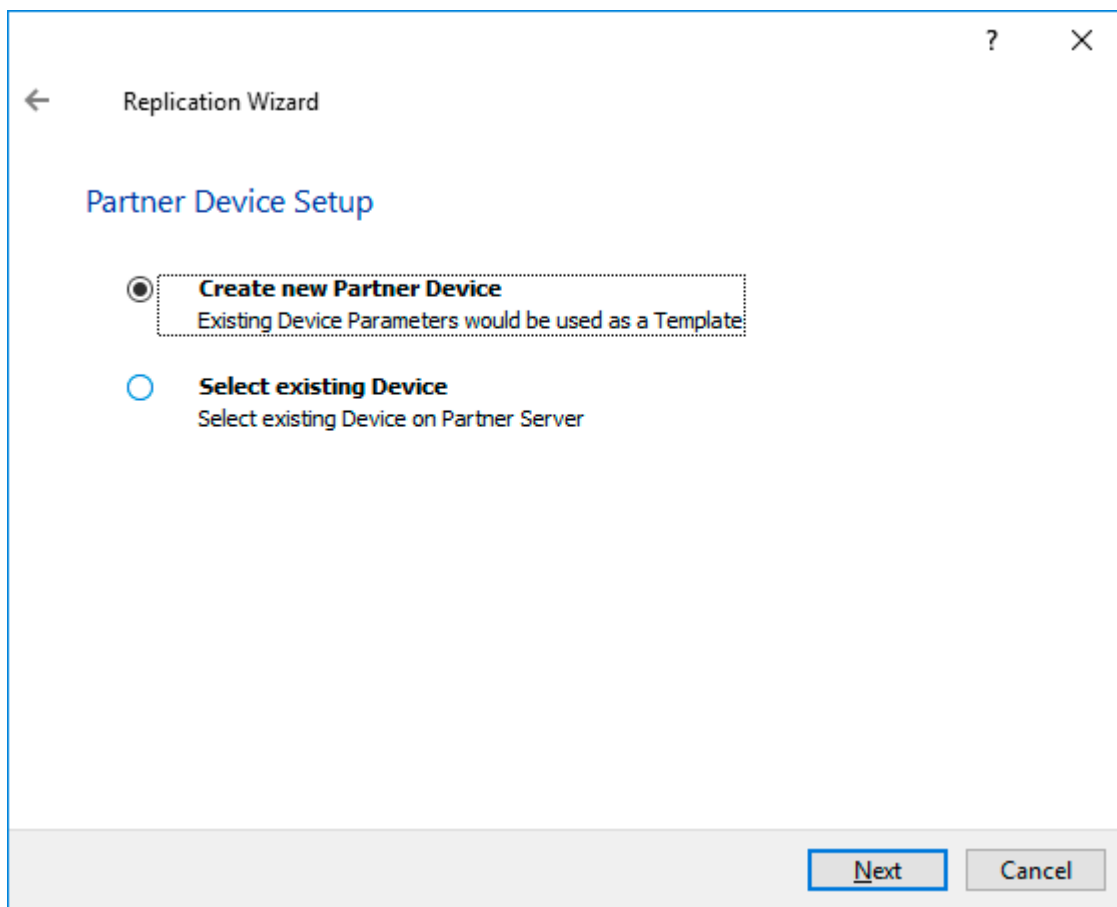 ?
Replication Wizard
Partner Device Setup
Create new Partner Device
Existing Device Parameters would be used as a Template
Select existing Device
Select existing Device on Partner Server
Next Cancel